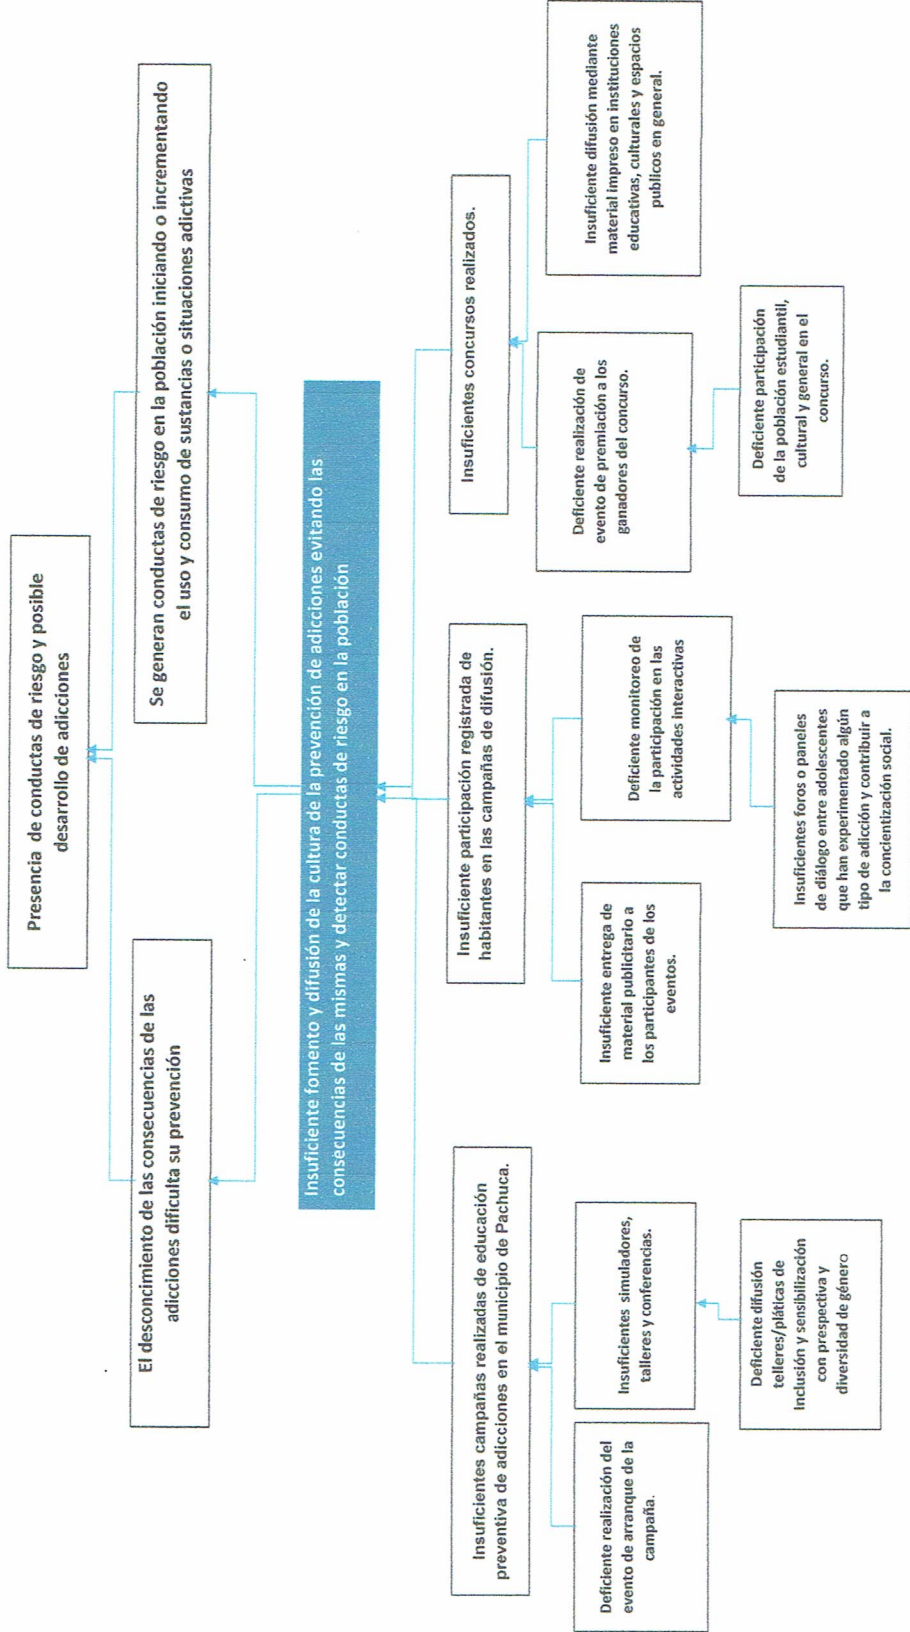 Presencia de conductas de riesgo y posible
desarrollo de adicciones
El desconcimiento de las consecuencias de las
adicciones dificulta su prevención
Se generan conductas de riesgo en la población iniciando o incrementando
el uso y consumo de sustancias o situaciones adictivas
Insuficiente fomento y difusión de la cultura de la prevención de adicciones evitando las
consecuencias de las mismas y detectar conductas de riesgo en la población
Insuficientes campañas realizadas de educación
preventiva de adicciones en el municipio de Pachuca.
Insuficiente participación registrada de
habitantes en las campañas de difusión.
Insuficientes concursos realizados.
Deficiente realización del
evento de arranque de la
campaña.
Insuficientes simuladores,
talleres y conferencias.
Insuficiente entrega de
material publicitario a
los participantes de los
eventos.
Deficiente monitoreo de
la participación en las
actividades interactivas
Deficiente realización de
evento de premiación a los
ganadores del concurso.
Insuficiente difusión mediante
material impreso en instituciones
educativas, culturales y espacios
publicos en general.
Deficiente difusión
telleres/pláticas de
Inclusión y sensibilización
con prespectiva y
diversidad de género
Insuficientes foros o paneles
de diálogo entre adolescentes
que han experimentado algún
tipo de adicción y contribuir a
la concientización social.
Deficiente participación
de la población estudiantil,
cultural y general en el
concurso.